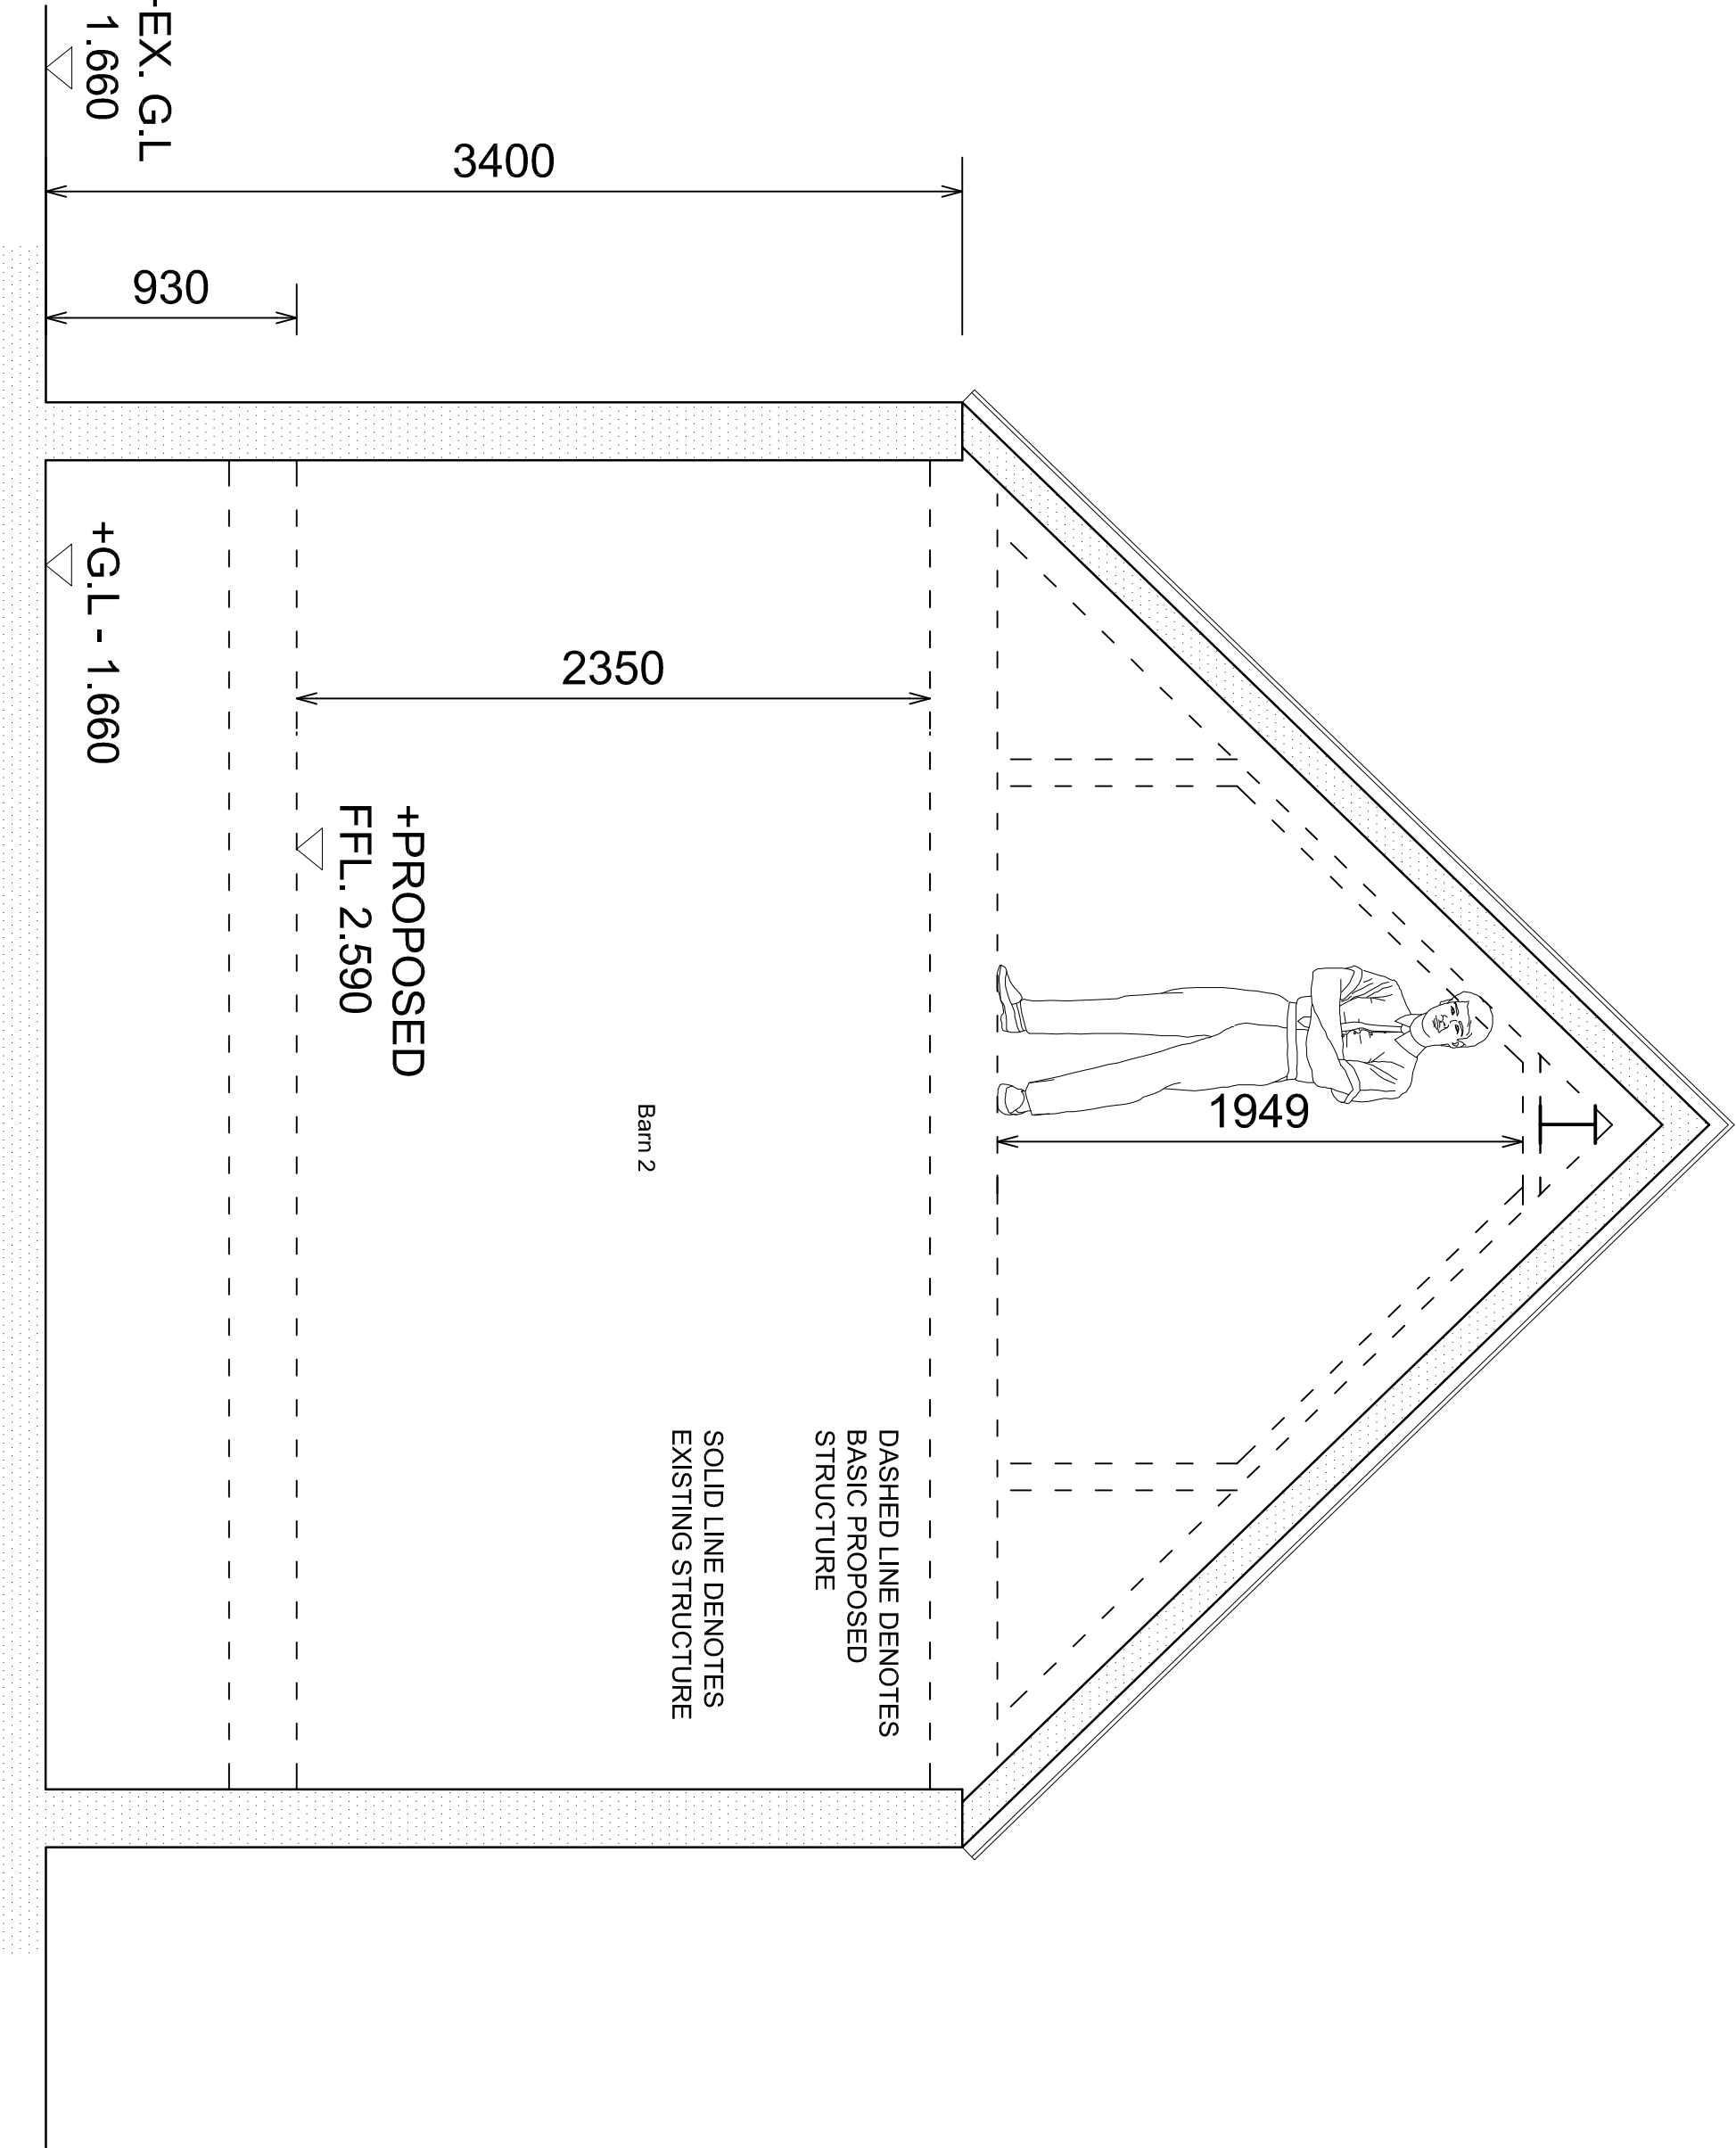 +EX. G.L
1.660
3400
930
+G.L - 1.660
2350
+PROPOSED
FFL. 2.590
1949
Barn 2
DASHED LINE DENOTES
BASIC PROPOSED
STRUCTURE
SOLID LINE DENOTES
EXISTING STRUCTURE